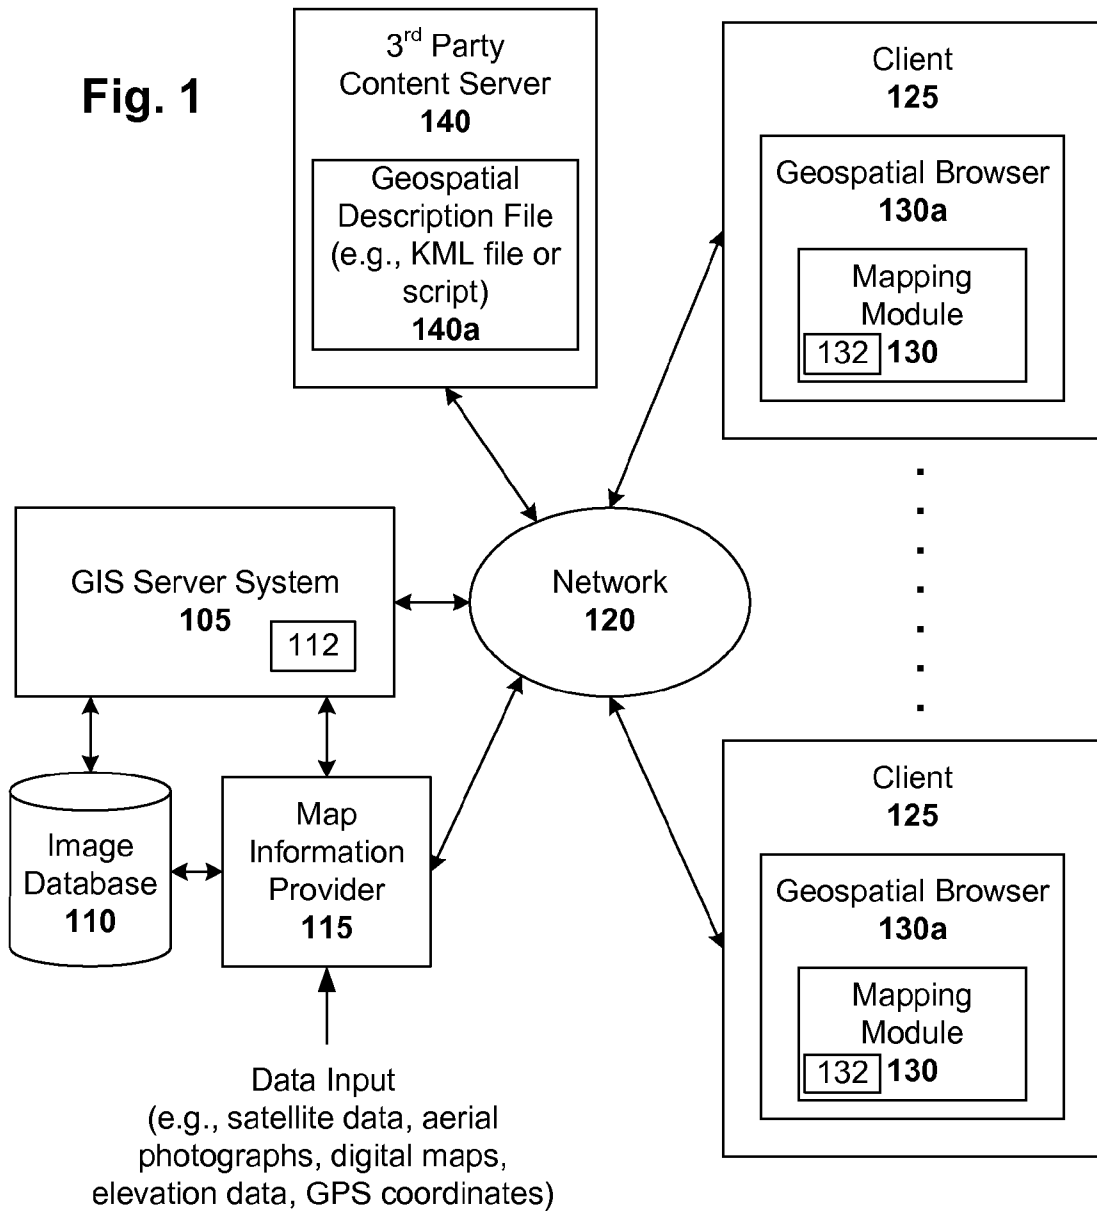 Fig. 1
3rd Party
Content Server
140
Geospatial
Description File
(e.g., KML file or
script)
140a
Client
125
Geospatial Browser
130a
Mapping
Module
132 130
GIS Server System
105
112
Network
120
Image
Database
110
Map
Information
Provider
115
Client
125
Geospatial Browser
130a
Mapping
Module
132 130
Data Input
(e.g., satellite data, aerial
photographs, digital maps,
elevation data, GPS coordinates)